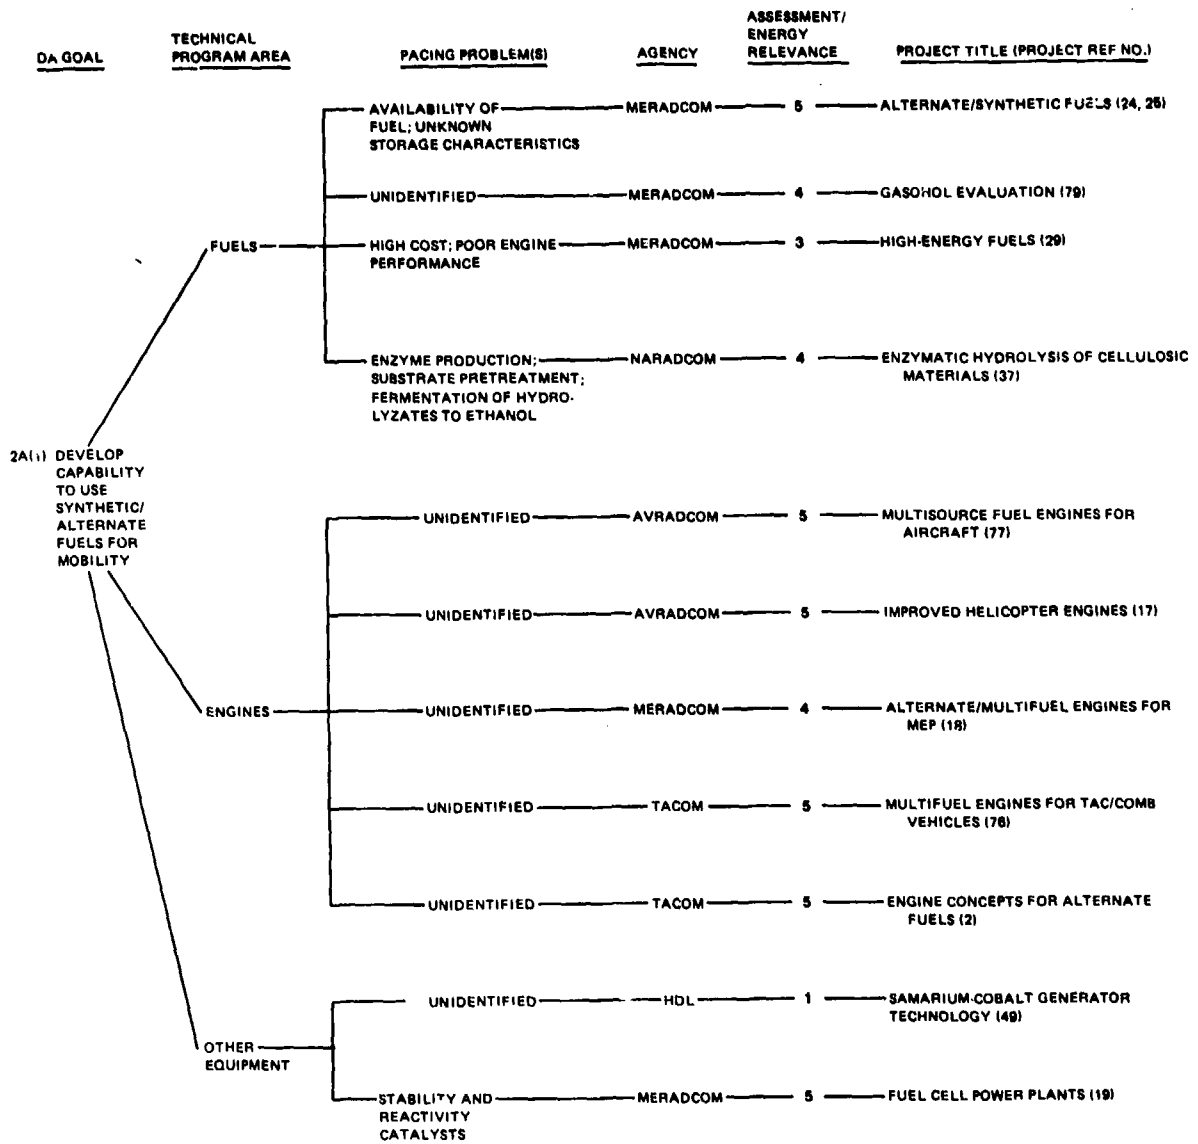 DA GOAL
TECHNICAL
PROGRAM AREA
PACING PROBLEM(S)
AGENCY
ASSESSMENT/
ENERGY
RELEVANCE
PROJECT TITLE (PROJECT REF NO.)
AVAILABILITY OF
FUEL; UNKNOWN
STORAGE CHARACTERISTICS
MERADCOM
5
ALTERNATE/SYNTHETIC FUELS (24, 25)
UNIDENTIFIED
MERADCOM
4
GASOHOL EVALUATION (79)
FUELS
HIGH COST; POOR ENGINE
PERFORMANCE
MERADCOM
3
HIGH-ENERGY FUELS (29)
ENZYME PRODUCTION;
SUBSTRATE PRETREATMENT;
FERMENTATION OF HYDRO-
LYZATES TO ETHANOL
NARADCOM
4
ENZYMATIC HYDROLYSIS OF CELLULOSIC
MATERIALS (37)
DEVELOP
CAPABILITY
TO USE
SYNTHETIC/
ALTERNATE
FUELS FOR
MOBILITY
UNIDENTIFIED
AVRADCOM
5
MULTISOURCE FUEL ENGINES FOR
AIRCRAFT (77)
UNIDENTIFIED
AVRADCOM
5
IMPROVED HELICOPTER ENGINES (17)
ENGINES
UNIDENTIFIED
MERADCOM
4
ALTERNATE/MULTIFUEL ENGINES FOR
MEP (18)
UNIDENTIFIED
TACOM
5
MULTIFUEL ENGINES FOR TAC/COMB
VEHICLES (76)
UNIDENTIFIED
TACOM
5
ENGINE CONCEPTS FOR ALTERNATE
FUELS (2)
UNIDENTIFIED
HDL
1
SAMARIUM-COBALT GENERATOR
TECHNOLOGY (49)
OTHER
EQUIPMENT
STABILITY AND
REACTIVITY
CATALYSTS
MERADCOM
5
FUEL CELL POWER PLANTS (19)